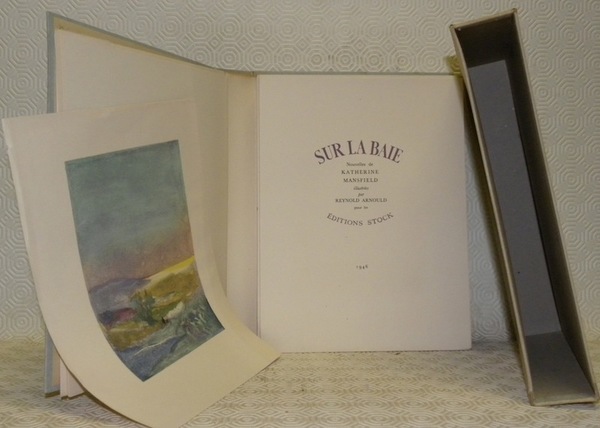 SUR LA BAIE
Nouvelles de
KATHERINE
MANSFIELD
illustrées
par
REYNOLD ARNOULD
pour les
ÉDITIONS STOCK
1946